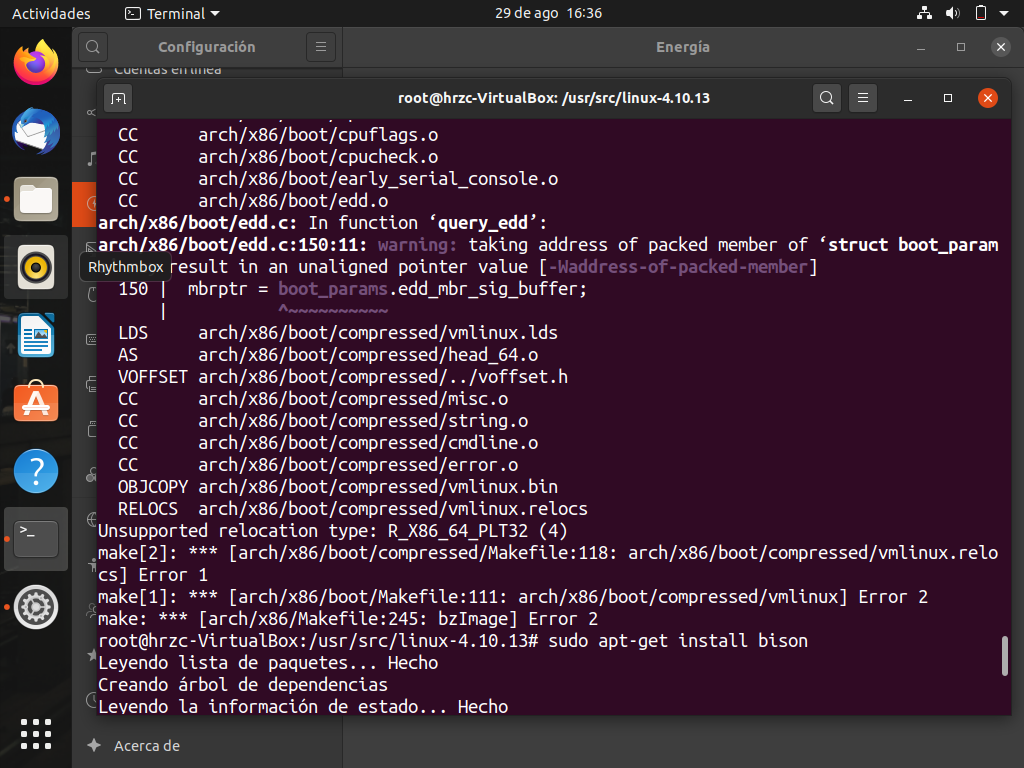 Actividades
Terminal
29 de ago 16:36
Configuración
Energía
Cuentas en línea
root@hrzc-VirtualBox: /usr/src/linux-4.10.13
CC arch/x86/boot/cpuflags.o
CC arch/x86/boot/cpucheck.o
CC arch/x86/boot/early_serial_console.o
CC arch/x86/boot/edd.o
arch/x86/boot/edd.c: In function ‘query_edd’:
arch/x86/boot/edd.c:150:11: warning: taking address of packed member of ‘struct boot_param
Rhythmbox
result in an unaligned pointer value [-Waddress-of-packed-member]
150 | mbrptr = boot_params.edd_mbr_sig_buffer;
| ^~~~~~~~~~~
LDS arch/x86/boot/compressed/vmlinux.lds
AS arch/x86/boot/compressed/head_64.o
VOFFSET arch/x86/boot/compressed/../voffset.h
CC arch/x86/boot/compressed/misc.o
CC arch/x86/boot/compressed/string.o
CC arch/x86/boot/compressed/cmdline.o
CC arch/x86/boot/compressed/error.o
OBJCOPY arch/x86/boot/compressed/vmlinux.bin
RELOCS arch/x86/boot/compressed/vmlinux.relocs
Unsupported relocation type: R_X86_64_PLT32 (4)
make[2]: *** [arch/x86/boot/compressed/Makefile:118: arch/x86/boot/compressed/vmlinux.relo
cs] Error 1
make[1]: *** [arch/x86/boot/Makefile:111: arch/x86/boot/compressed/vmlinux] Error 2
make: *** [arch/x86/Makefile:245: bzImage] Error 2
root@hrzc-VirtualBox:/usr/src/linux-4.10.13# sudo apt-get install bison
Leyendo lista de paquetes... Hecho
Creando árbol de dependencias
Leyendo la información de estado... Hecho
Acerca de